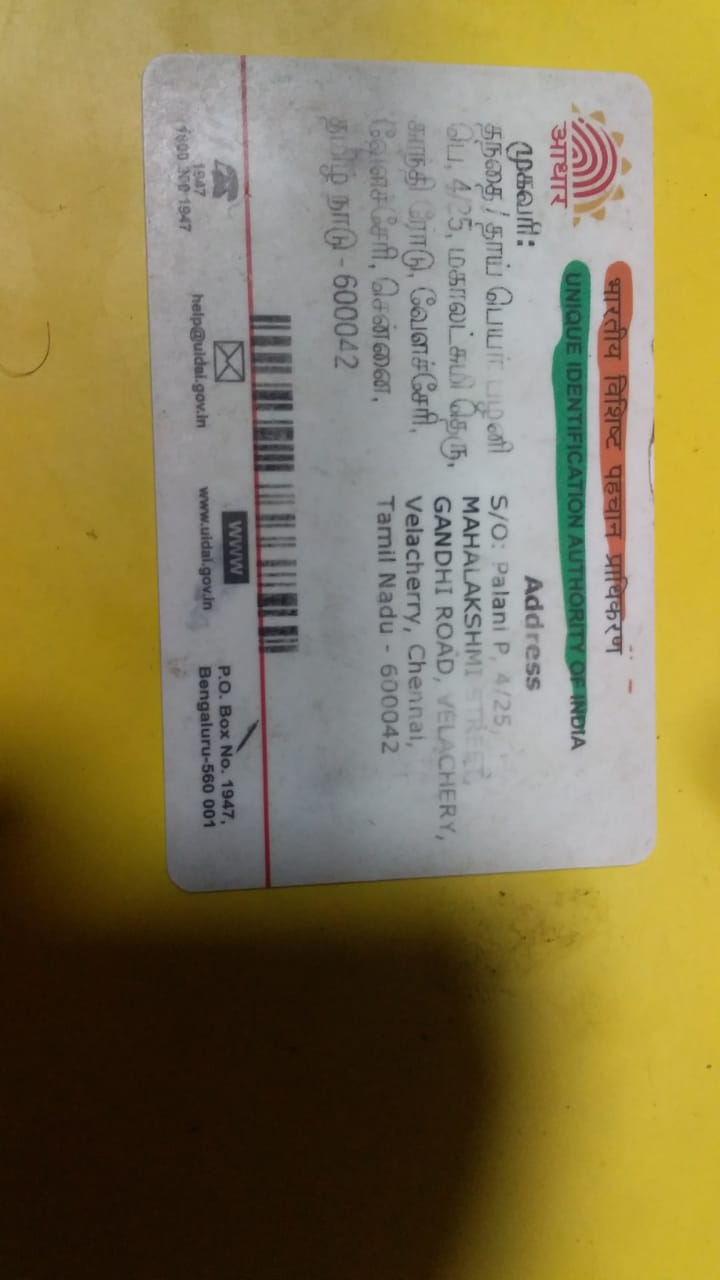 भारतीय विशिष्ट पहचान प्राधिकरण
UNIQUE IDENTIFICATION AUTHORITY OF INDIA
आधार
முகவரி:
தந்தை / தாய் பெயர்: பழனி
பெ, 4/25, மகாலட்சுமி தெரு,
காந்தி ரோடு, வேளச்சேரி,
வேளச்சேரி, சென்னை,
தமிழ் நாடு - 600042
Address
S/O: Palani P, 4/25,
MAHALAKSHMI STREET
GANDHI ROAD, VELACHERY,
Velacherry, Chennai,
Tamil Nadu - 600042
1947
1800 1947
help@uidai.gov.in
WWW
www.uidai.gov.in
P.O. Box No. 1947,
Bengaluru-560 001